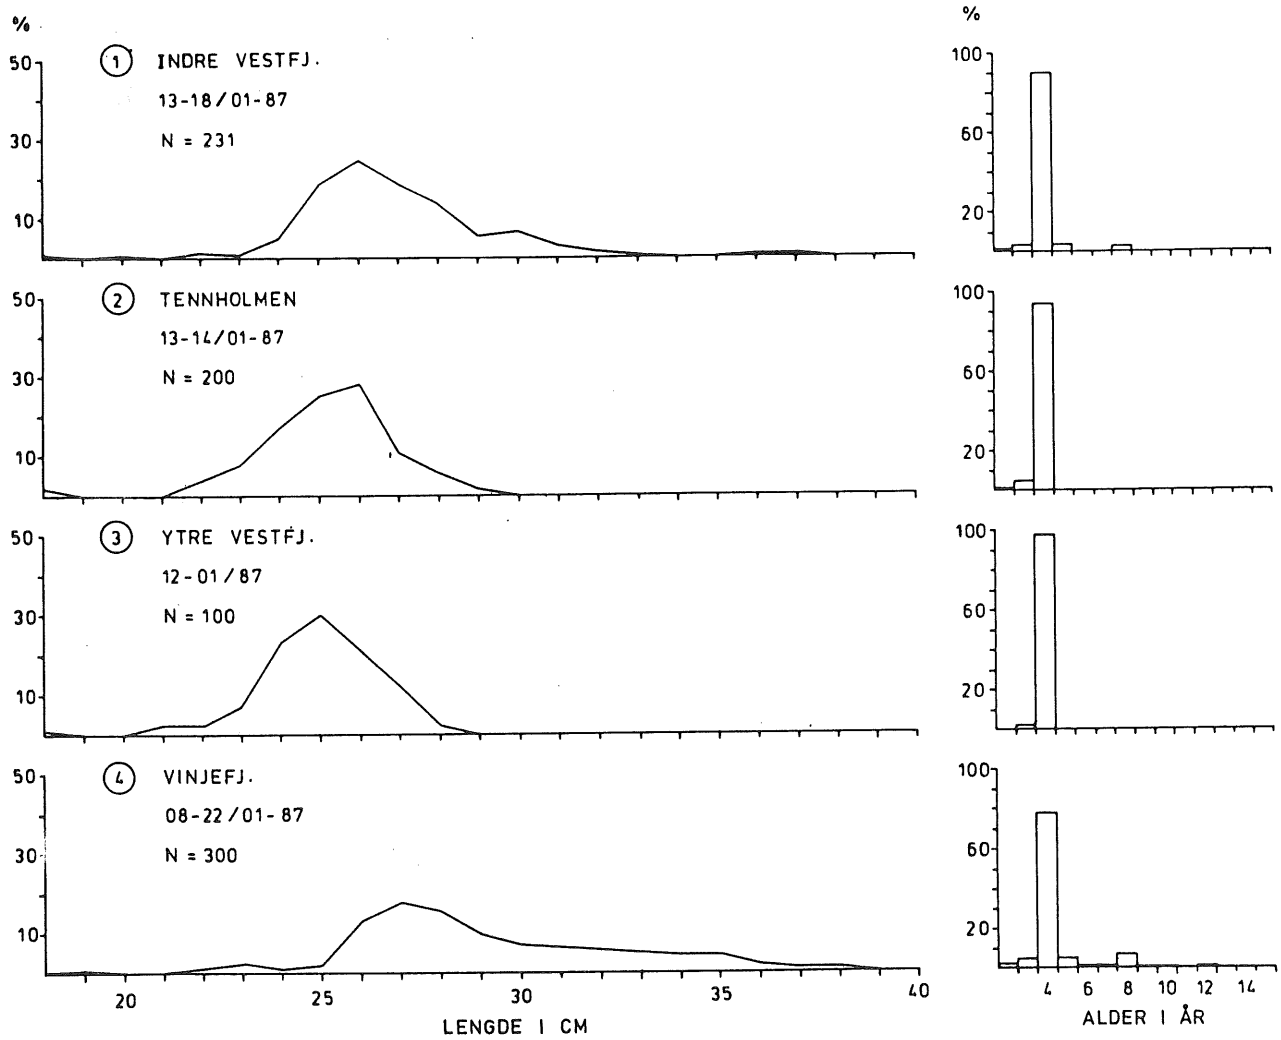 %
50
30
10
1 INDRE VESTFJ.
13-18/01-87
N = 231
%
100
60
20
50
30
10
2 TENNHOLMEN
13-14/01-87
N = 200
100
60
20
50
30
10
3 YTRE VESTFJ.
12-01/87
N = 100
100
60
20
50
30
10
4 VINJEFJ.
08-22/01-87
N = 300
20 25 30 35 40
LENGDE I CM
100
60
20
4 6 8 10 12 14
ALDER I ÅR